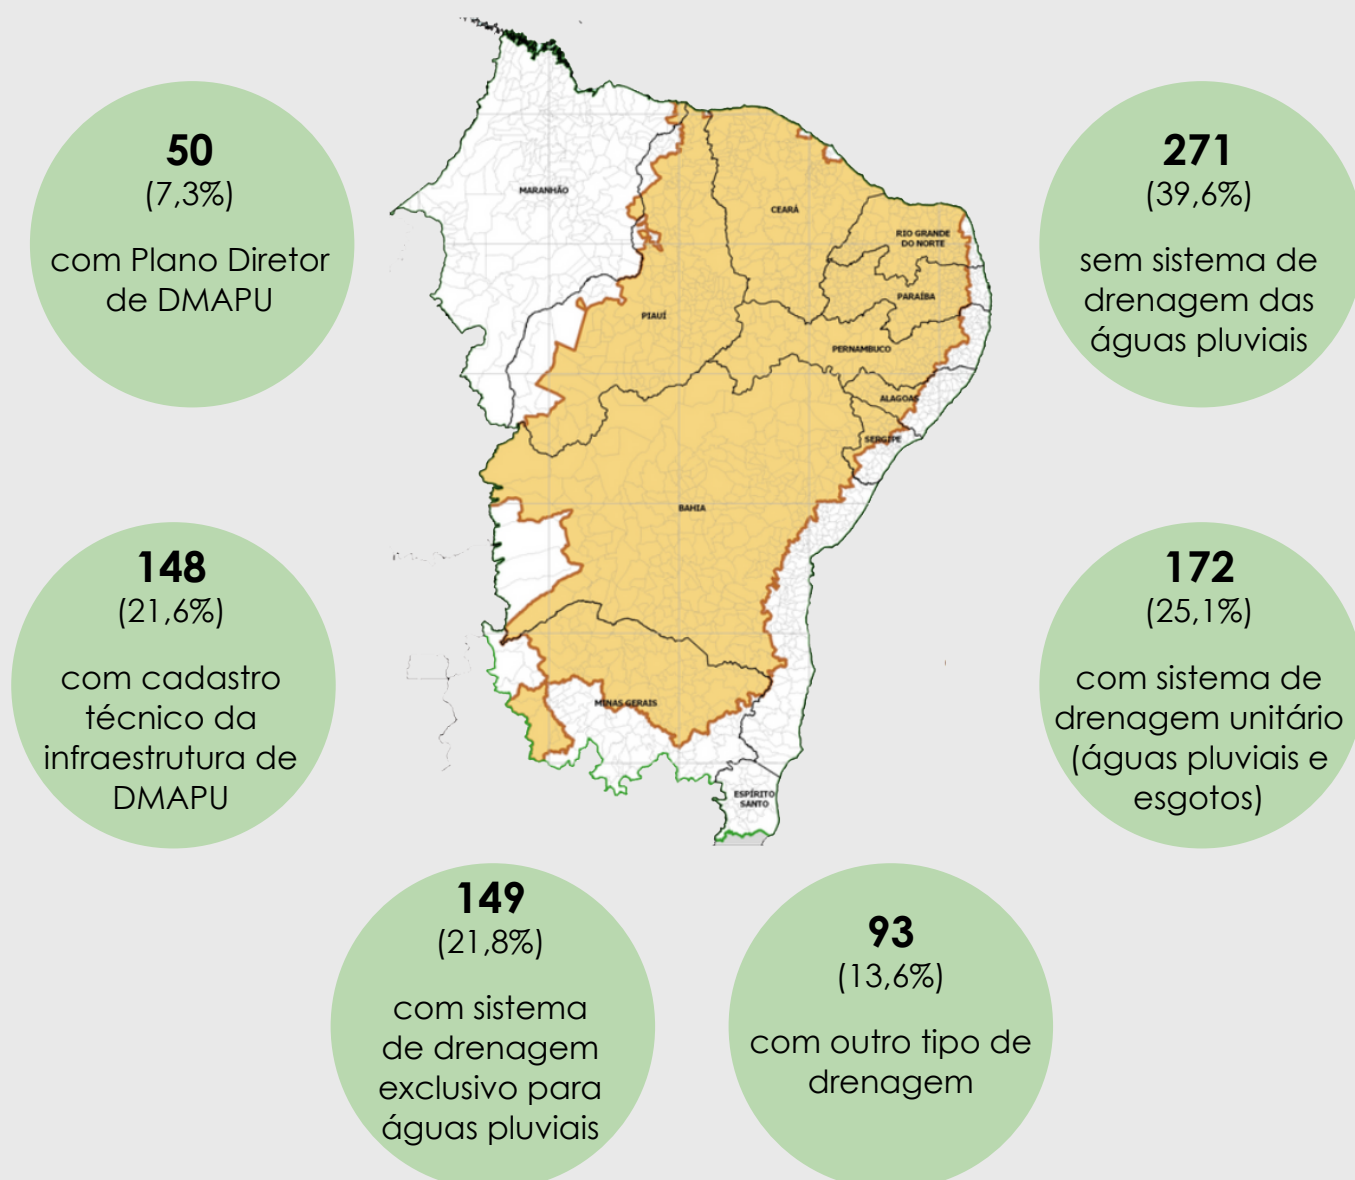 50
(7,3%)
com Plano Diretor
de DMAPU
271
(39,6%)
sem sistema de
drenagem das
águas pluviais
MARANHÃO
CEARÁ
RIO GRANDE
DO NORTE
PARAÍBA
PIAUÍ
PERNAMBUCO
ALAGOAS
SERGIPE
BAHIA
MINAS GERAIS
ESPÍRITO
SANTO
148
(21,6%)
com cadastro
técnico da
infraestrutura de
DMAPU
172
(25,1%)
com sistema de
drenagem unitário
(águas pluviais e
esgotos)
149
(21,8%)
com sistema
de drenagem
exclusivo para
águas pluviais
93
(13,6%)
com outro tipo de
drenagem